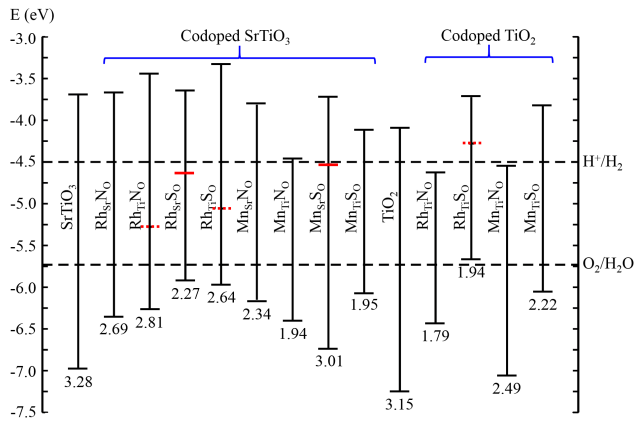 E (eV)
Codoped SrTiO3
Codoped TiO2
-3.0
-3.5
-4.0
-4.5
-5.0
-5.5
-6.0
-6.5
-7.0
-7.5
H+/H2
O2/H2O
SrTiO3
RhSrNO
RhTiNO
RhSrSO
RhTiSO
MnSrNO
MnTiNO
MnSrSO
MnTiSO
TiO2
RhTiNO
RhTiSO
MnTiNO
MnTiSO
3.28
2.69
2.81
2.27
2.64
2.34
1.94
3.01
1.95
3.15
1.79
1.94
2.49
2.22